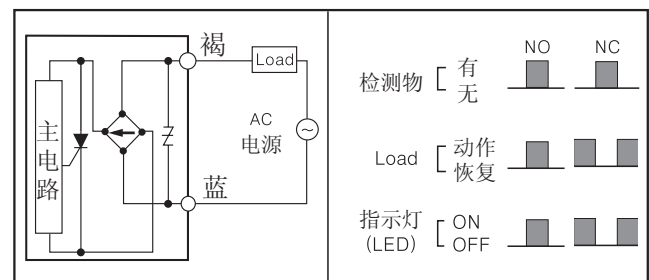 褐
Load
AC
电源
主
电
路
蓝
NO NC
检测物 有
无
Load 动作
恢复
指示灯 ON
(LED) OFF